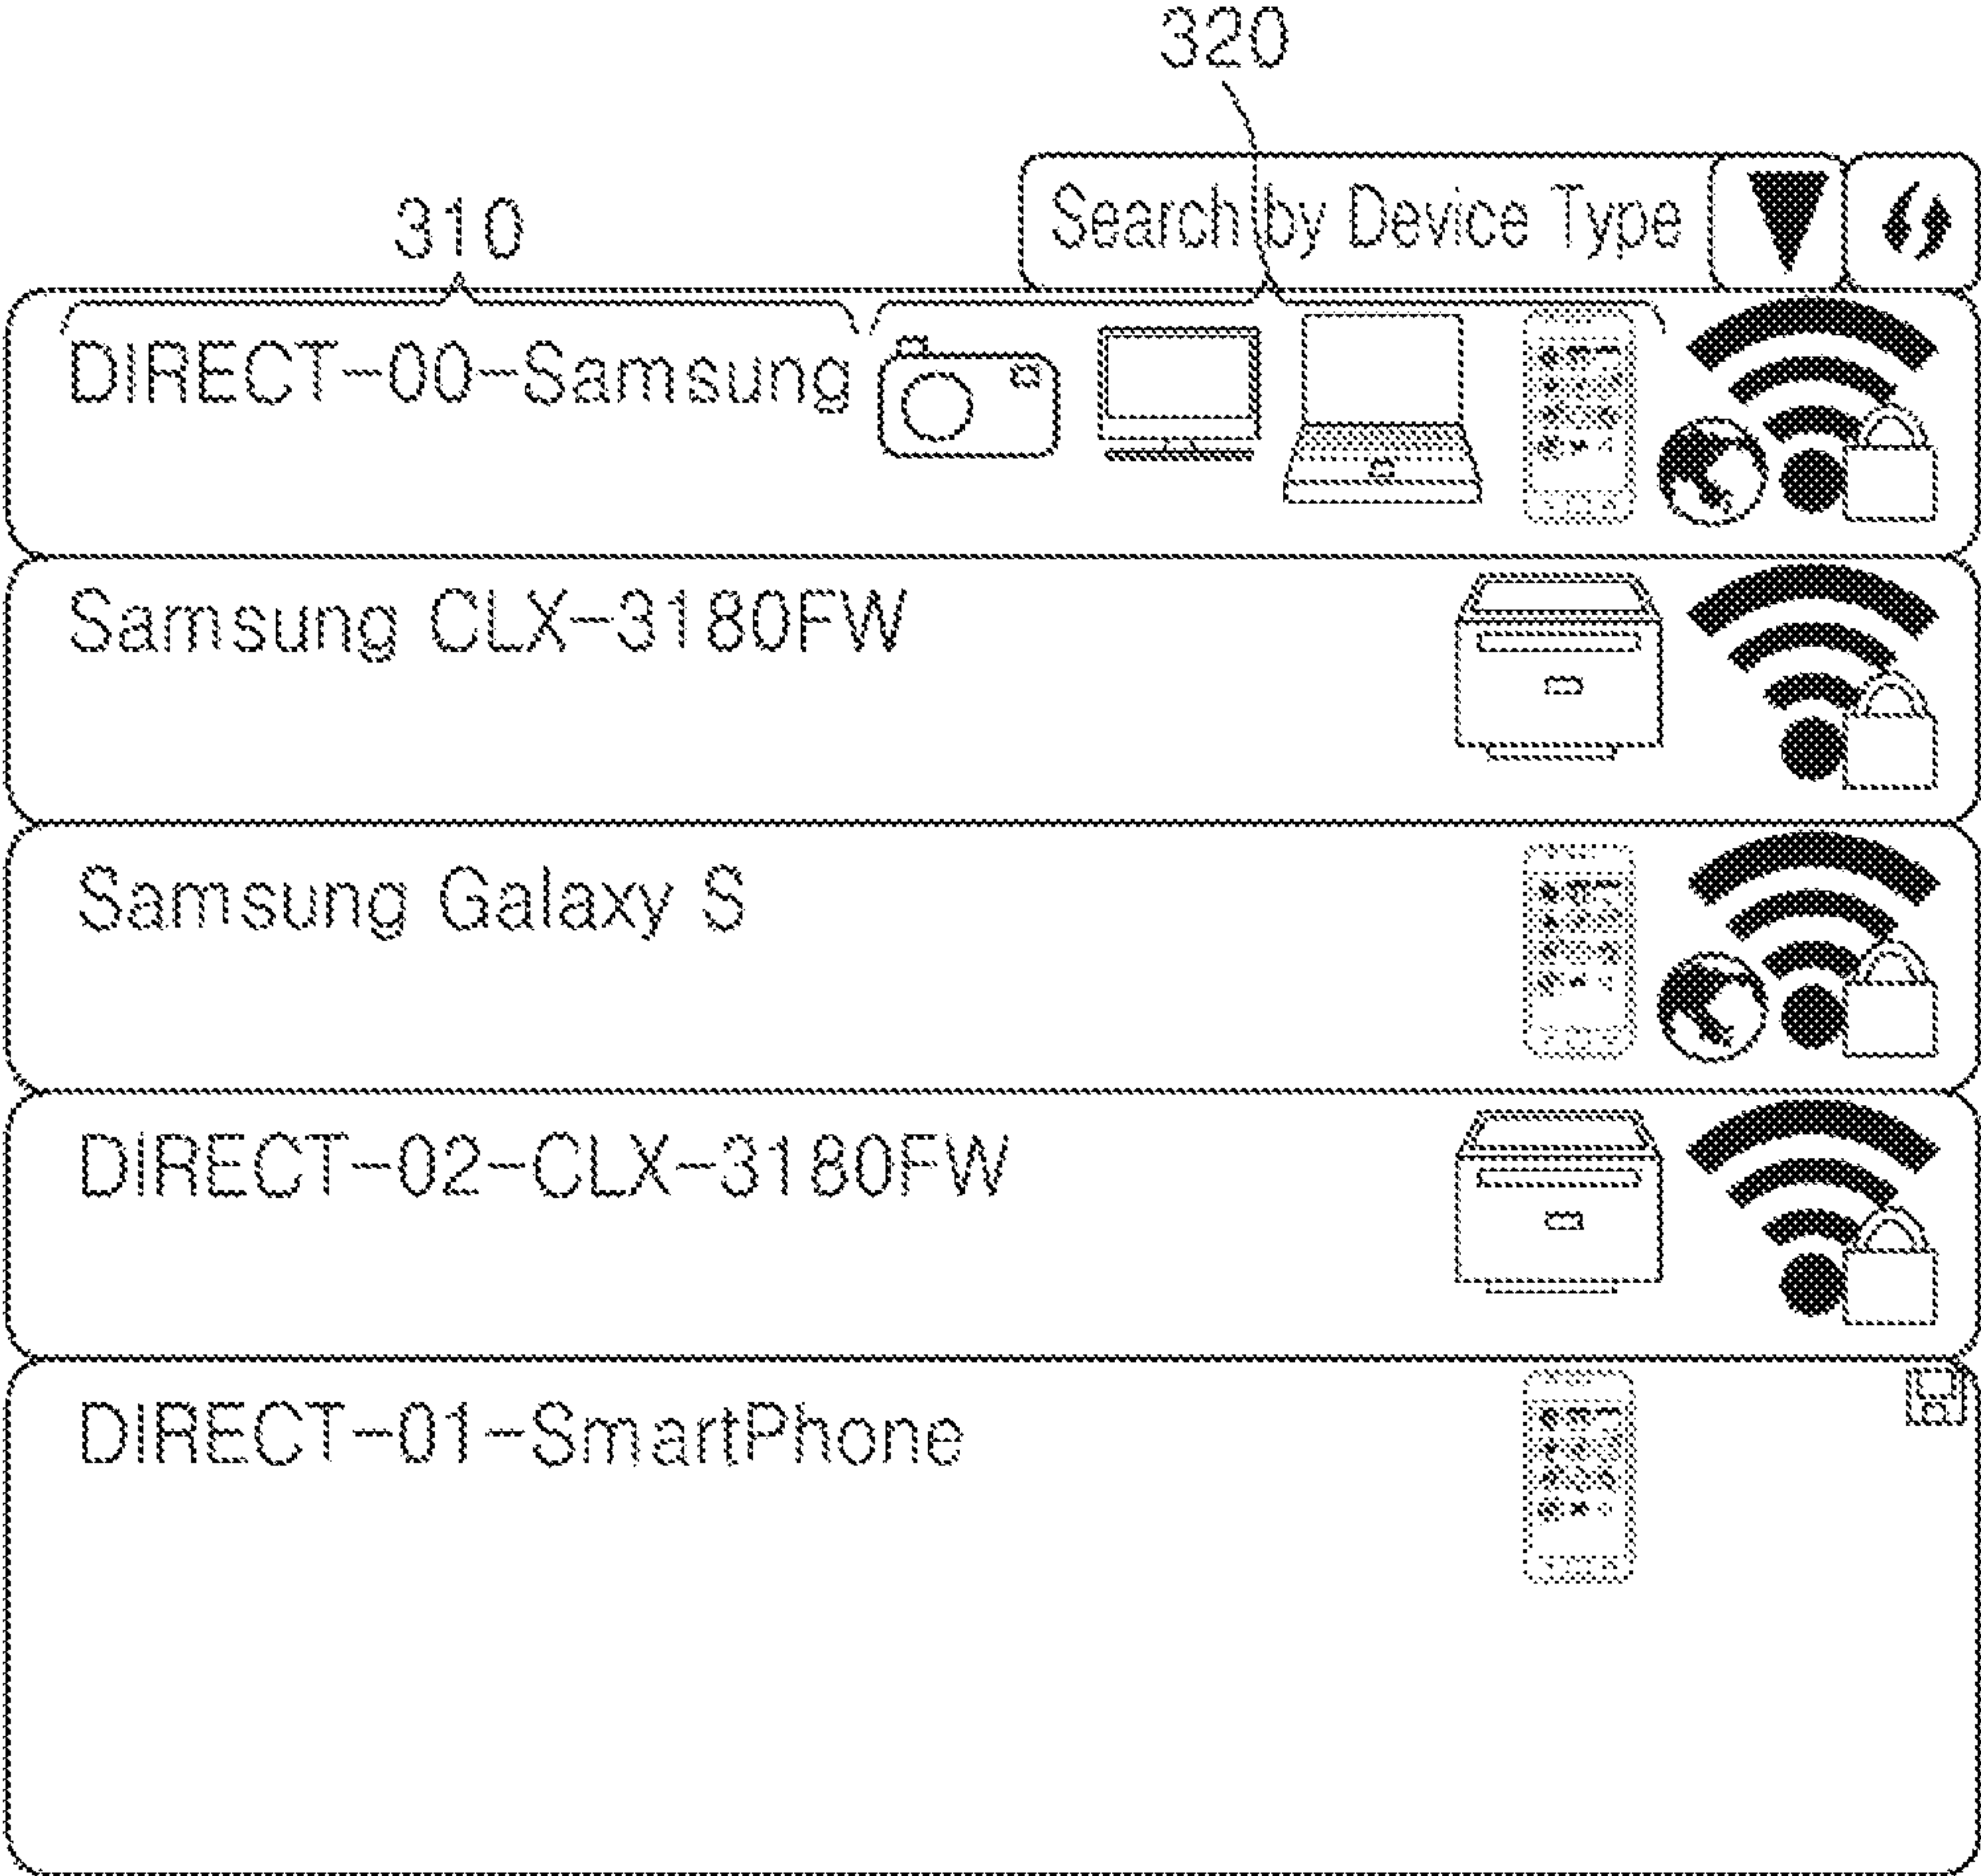 320
310
Search by Device Type
DIRECT-00-Samsung
Samsung CLX-3180FW
Samsung Galaxy S
DIRECT-02-CLX-3180FW
DIRECT-01-SmartPhone